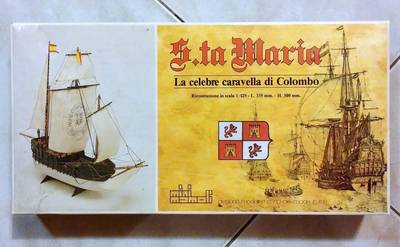 S.ta Maria
La celebre caravella di Colombo
Ricostruzione in scala 1:125 - L. 335 mm. - H. 300 mm.